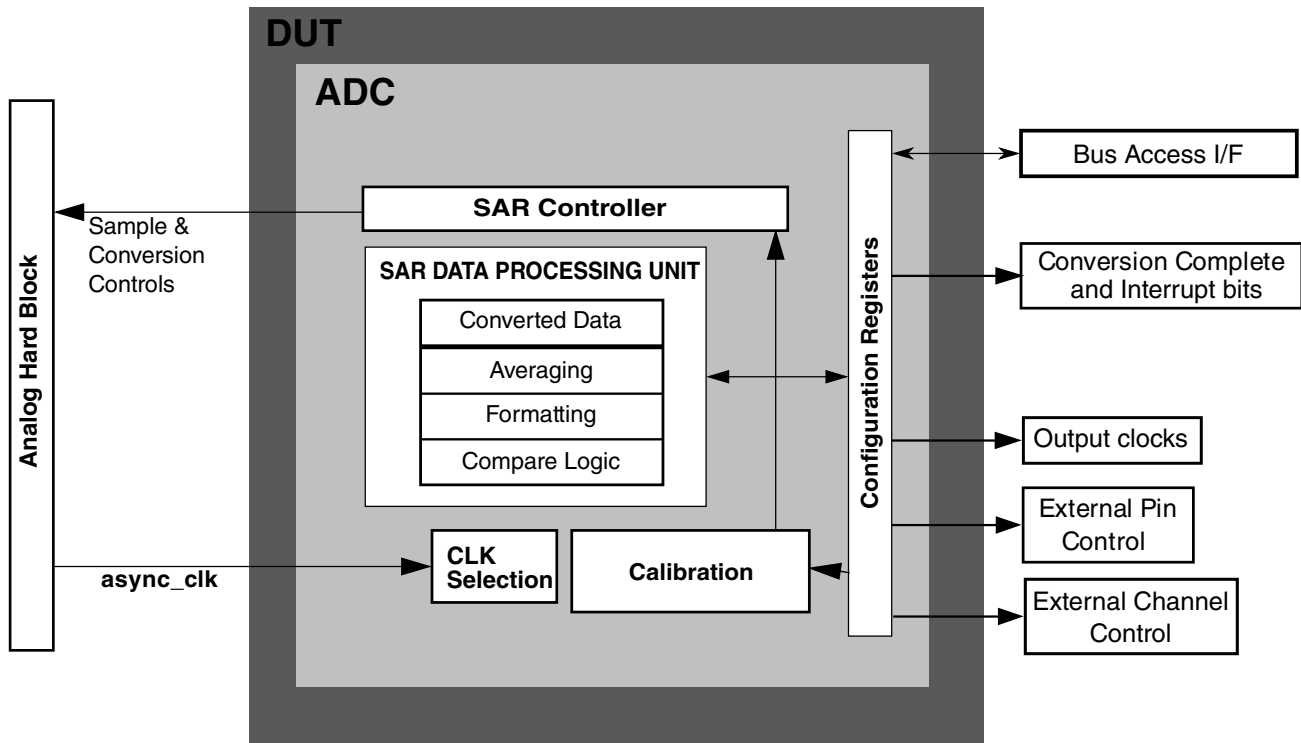 DUT
ADC
Analog Hard Block
Sample &
Conversion
Controls
async_clk
SAR Controller
SAR DATA PROCESSING UNIT
Converted Data
Averaging
Formatting
Compare Logic
CLK
Selection
Calibration
Configuration Registers
Bus Access I/F
Conversion Complete
and Interrupt bits
Output clocks
External Pin
Control
External Channel
Control